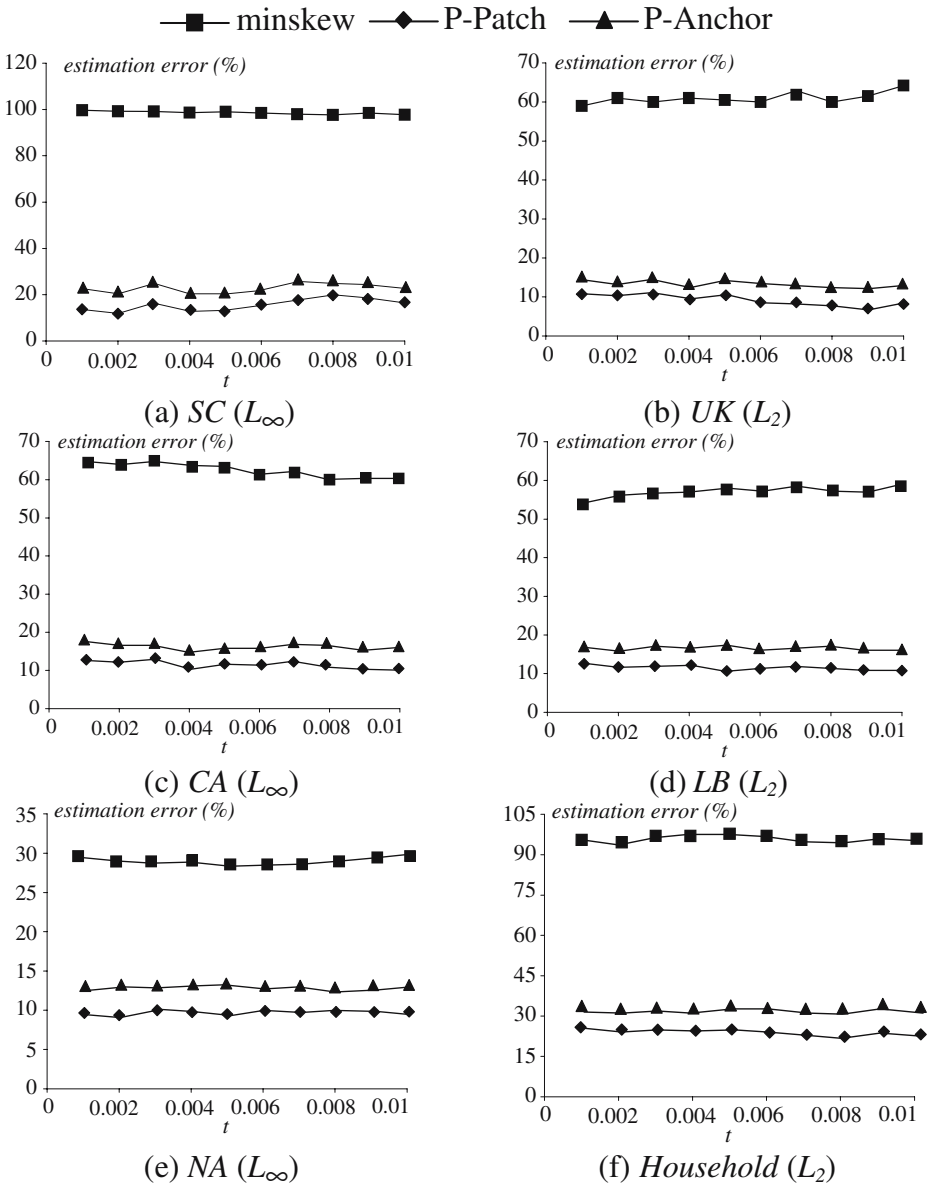 minskew P-Patch P-Anchor
estimation error (%)
120
100
80
60
40
20
0
0 0.002 0.004 0.006 0.008 0.01
t
(a) SC (L∞)
estimation error (%)
70
60
50
40
30
20
10
0
0 0.002 0.004 0.006 0.008 0.01
t
(b) UK (L2)
estimation error (%)
70
60
50
40
30
20
10
0
0 0.002 0.004 0.006 0.008 0.01
t
(c) CA (L∞)
estimation error (%)
70
60
50
40
30
20
10
0
0 0.002 0.004 0.006 0.008 0.01
t
(d) LB (L2)
estimation error (%)
35
30
25
20
15
10
5
0
0 0.002 0.004 0.006 0.008 0.01
t
(e) NA (L∞)
estimation error (%)
105
90
75
60
45
30
15
0
0 0.002 0.004 0.006 0.008 0.01
t
(f) Household (L2)